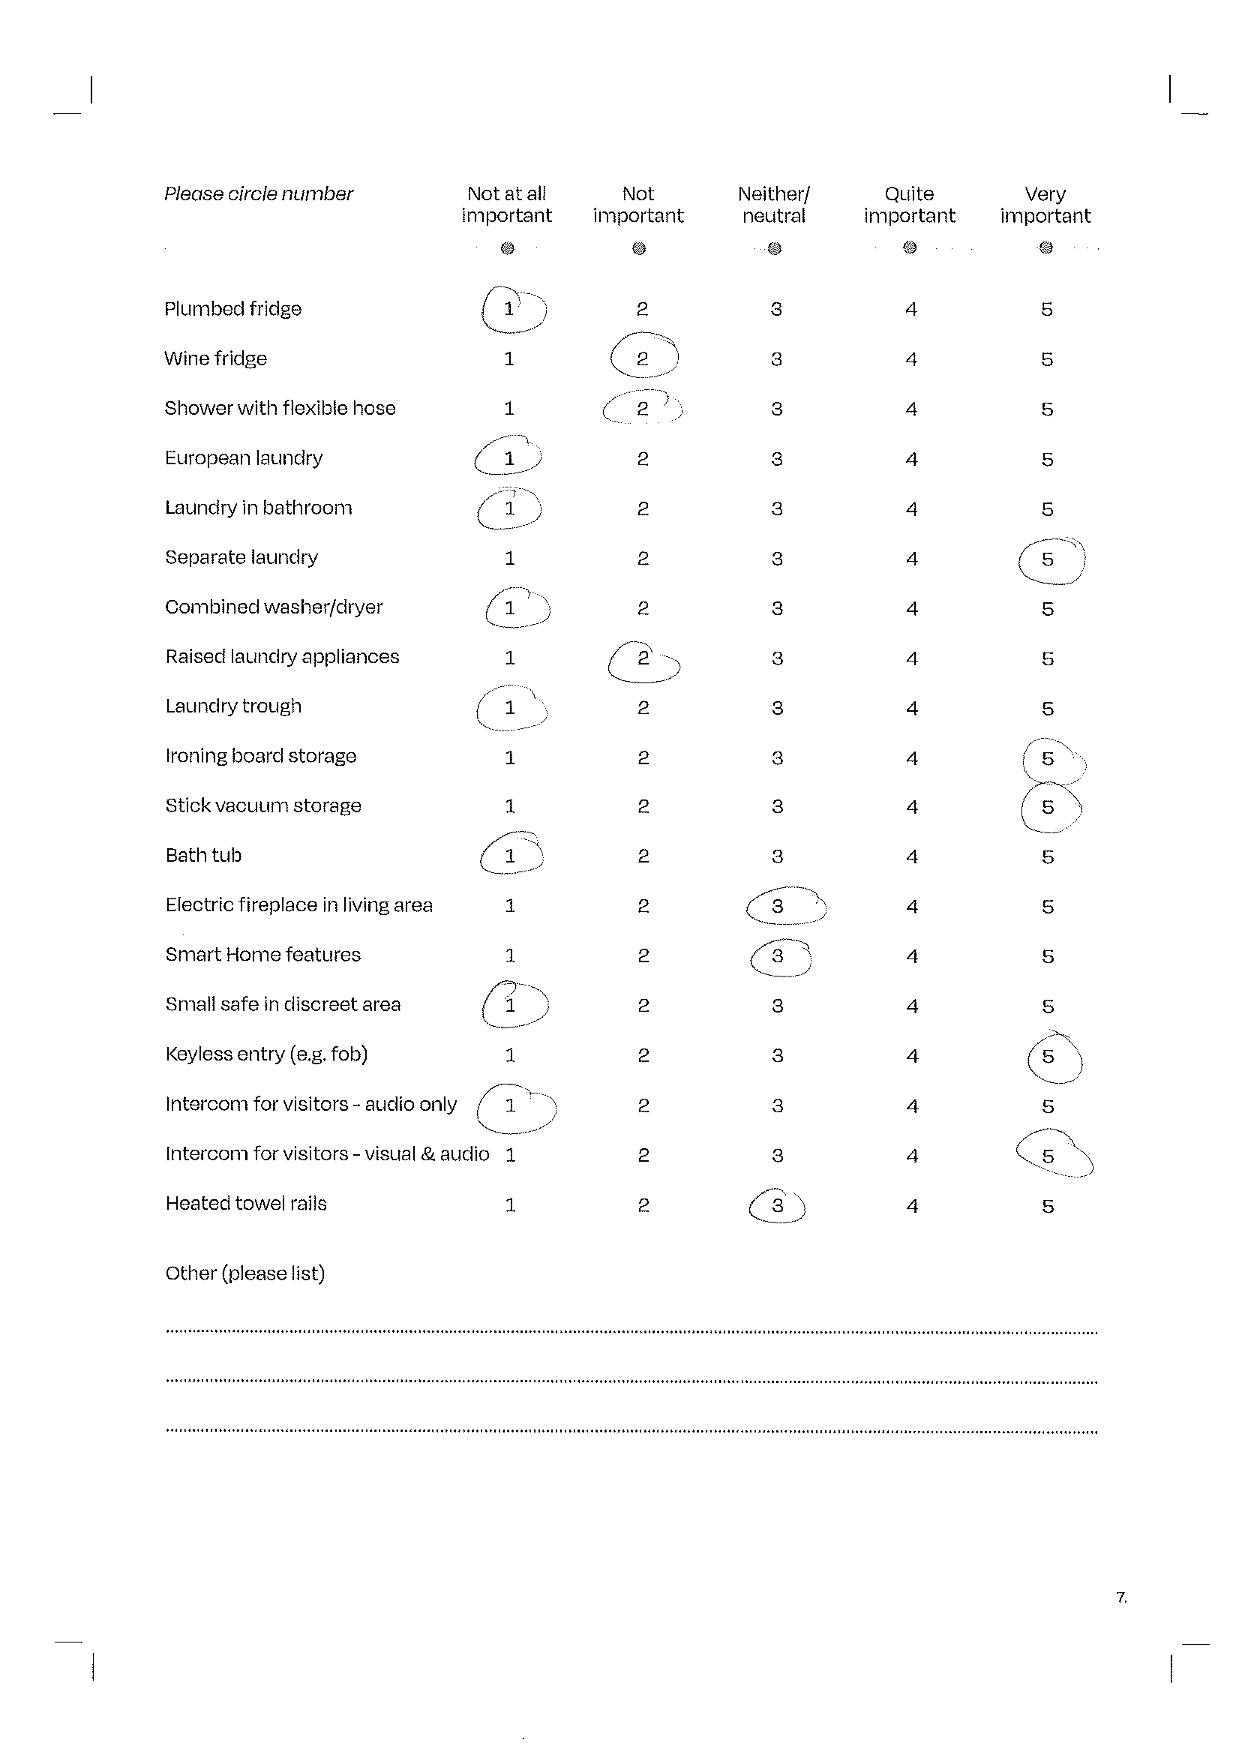 Please circle number Not at all Not Neither/ Quite Very
important important neutral important important
Plumbed fridge 1 2 3 4 5
Wine fridge 1 2 3 4 5
Shower with flexible hose 1 2 3 4 5
European laundry 1 2 3 4 5
Laundry in bathroom 1 2 3 4 5
Separate laundry 1 2 3 4 5
Combined washer/dryer 1 2 3 4 5
Raised laundry appliances 1 2 3 4 5
Laundry trough 1 2 3 4 5
Ironing board storage 1 2 3 4 5
Stick vacuum storage 1 2 3 4 5
Bath tub 1 2 3 4 5
Electric fireplace in living area 1 2 3 4 5
Smart Home features 1 2 3 4 5
Small safe in discreet area 1 2 3 4 5
Keyless entry (e.g. fob) 1 2 3 4 5
Intercom for visitors - audio only 1 2 3 4 5
Intercom for visitors - visual & audio 1 2 3 4 5
Heated towel rails 1 2 3 4 5
Other (please list)
7.